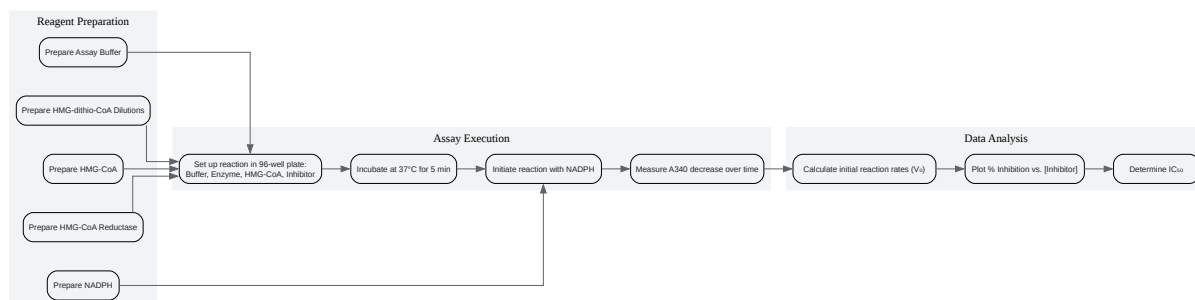 Reagent Preparation
Prepare Assay Buffer
Prepare HMG-dithio-CoA Dilutions
Prepare HMG-CoA
Prepare HMG-CoA Reductase
Prepare NADPH
Assay Execution
Set up reaction in 96-well plate:
Buffer, Enzyme, HMG-CoA, Inhibitor
Incubate at 37°C for 5 min
Initiate reaction with NADPH
Measure A340 decrease over time
Data Analysis
Calculate initial reaction rates (V₀)
Plot % Inhibition vs. [Inhibitor]
Determine IC₅₀